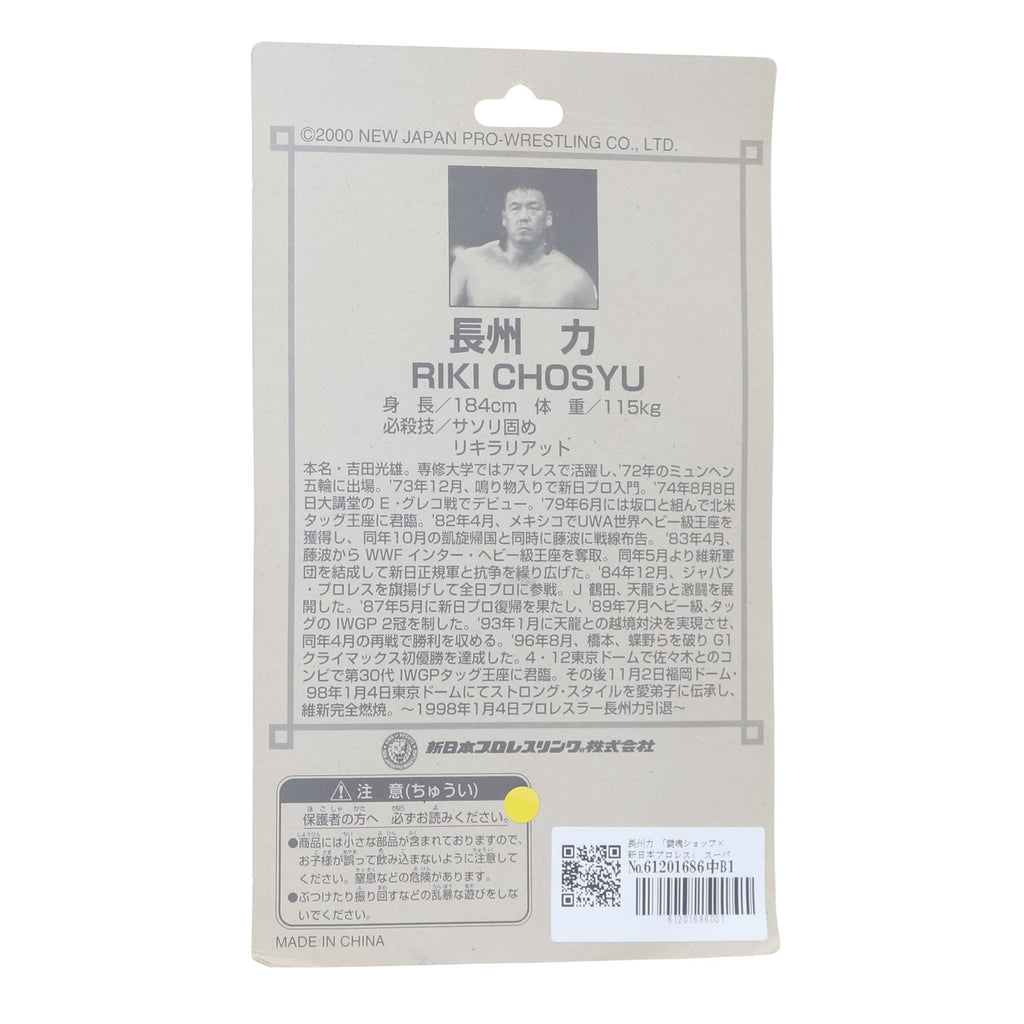 ©2000 NEW JAPAN PRO-WRESTLING CO., LTD.
長州 力
RIKI CHOSYU
身 長／184cm 体 重／115kg
必殺技／サソリ固め
リキラリアット
本名・吉田光雄。専修大学ではアマレスで活躍し、'72年のミュンヘン
五輪に出場。'73年12月、鳴り物入りで新日プロ入門。'74年8月8日
日大講堂の E・グレコ戦でデビュー。'79年6月には坂口と組んで北米
タッグ王座に君臨。'82年4月、メキシコでUWA世界ヘビー級王座を
獲得し、同年10月の凱旋帰国と同時に藤波に戦線布告。'83年4月、
藤波から WWF インター・ヘビー級王座を奪取。同年5月より維新軍
団を結成して新日正規軍と抗争を繰り広げた。'84年12月、ジャパン
・プロレスを旗揚げして全日プロに参戦。J 鶴田、天龍らと激闘を展
開した。'87年5月に新日プロ復帰を果たし、'89年7月ヘビー級、タッ
グの IWGP 2冠を制した。'93年1月に天龍との越境対決を実現させ、
同年4月の再戦で勝利を収める。'96年8月、橋本、蝶野らを破り G1
クライマックス初優勝を達成した。4・12東京ドームで佐々木とのコ
ンビで第30代 IWGPタッグ王座に君臨。その後11月2日福岡ドーム・
98年1月4日東京ドームにてストロング・スタイルを愛弟子に伝承し、
維新完全燃焼。～1998年1月4日プロレスラー長州力引退～
新日本プロレスリング株式会社
注 意(ちゅうい)
保護者の方へ 必ずお読みください。
●商品には小さな部品が含まれておりますので、
お子様が誤って飲み込まないように注意して
ください。窒息などの危険があります。
●ぶつけたり振り回すなどの乱暴な遊びをしな
いでください。
MADE IN CHINA
長州力 「闘魂ショップ×
新日本プロレス」 スーパ
No.61201686中B1
61201686001